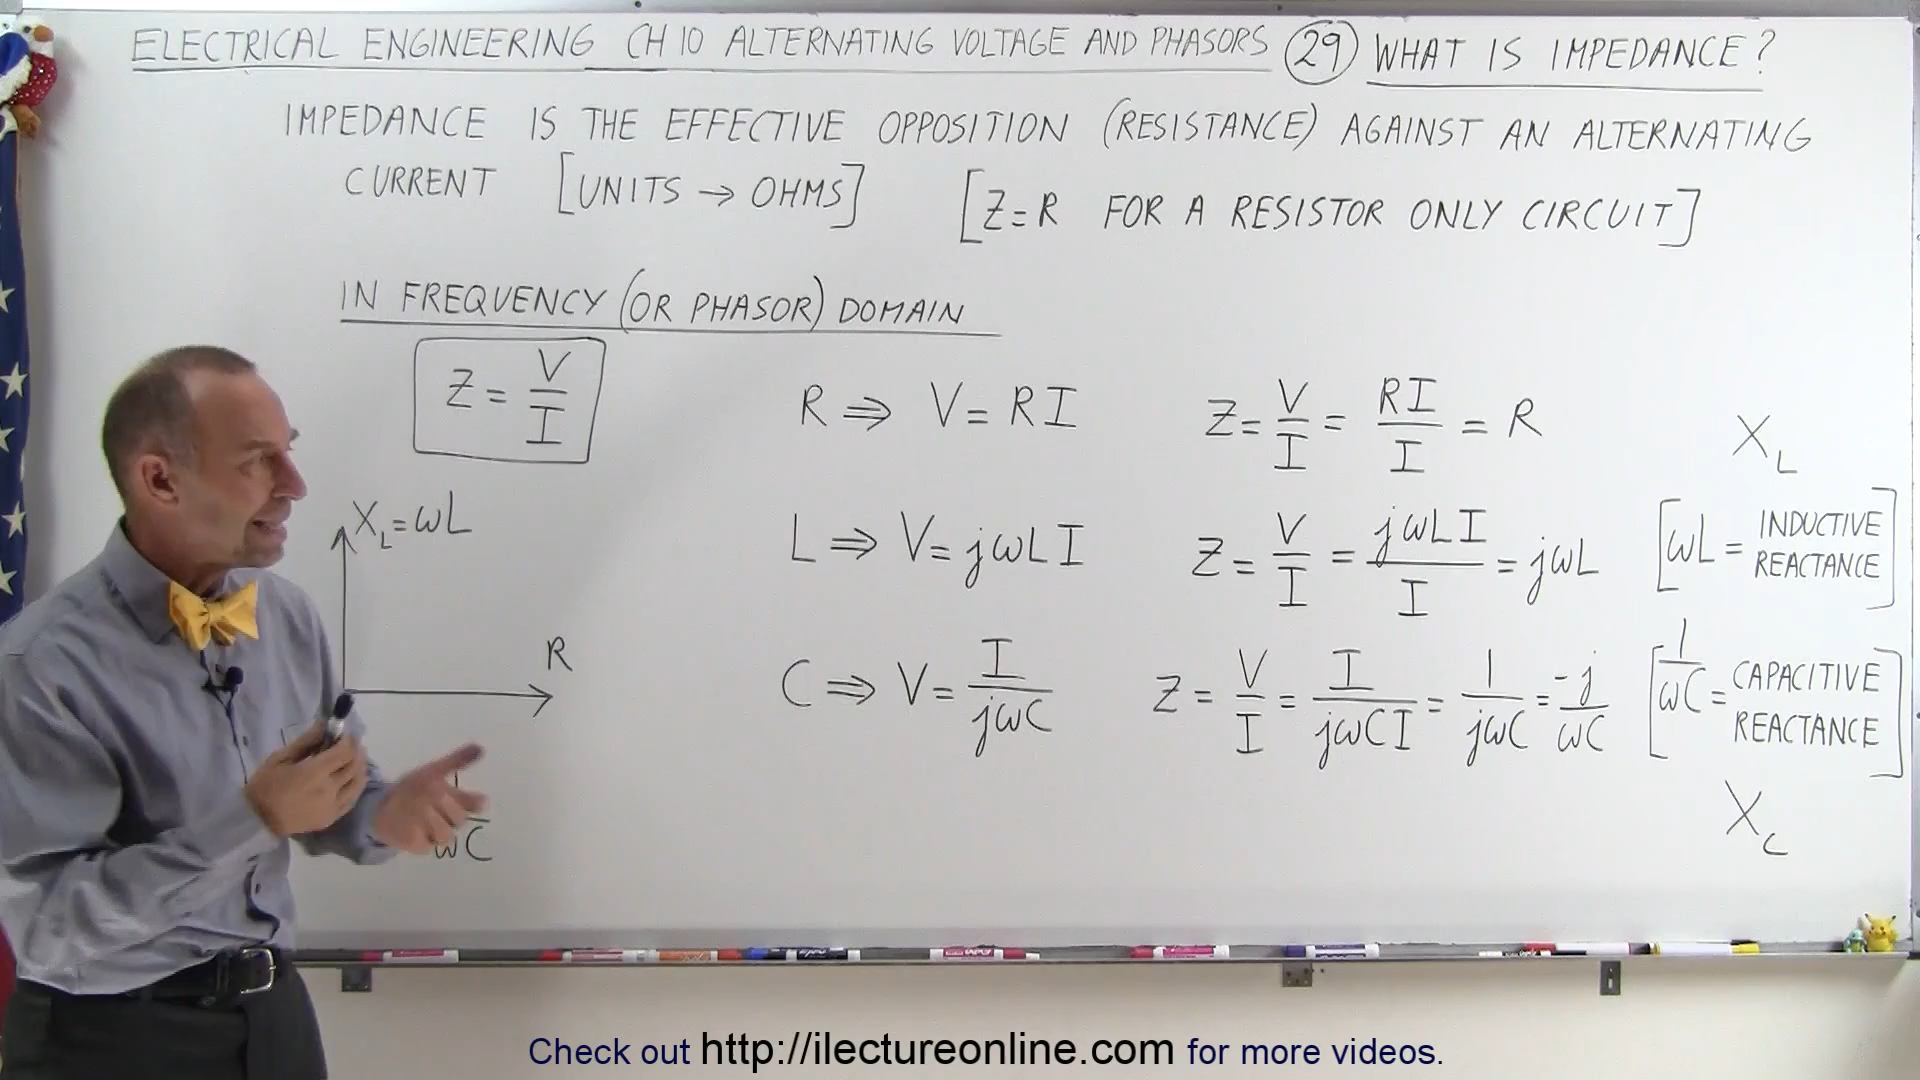 ELECTRICAL ENGINEERING CH 10 ALTERNATING VOLTAGE AND PHASORS 29 WHAT IS IMPEDANCE?
IMPEDANCE IS THE EFFECTIVE OPPOSITION (RESISTANCE) AGAINST AN ALTERNATING
CURRENT [UNITS → OHMS] [Z = R FOR A RESISTOR ONLY CIRCUIT]
IN FREQUENCY (OR PHASOR) DOMAIN
Z = V/I
R ⇒ V = RI Z = V/I = RI/I = R
X_L
X_L = ωL
L ⇒ V = jωLI Z = V/I = jωLI/I = jωL [ωL = INDUCTIVE
REACTANCE]
R
C ⇒ V = I/jωC Z = V/I = I/jωCI = 1/jωC = -j/ωC [1/ωC = CAPACITIVE
REACTANCE]
X_C
ωC
Check out http://ilectureonline.com for more videos.